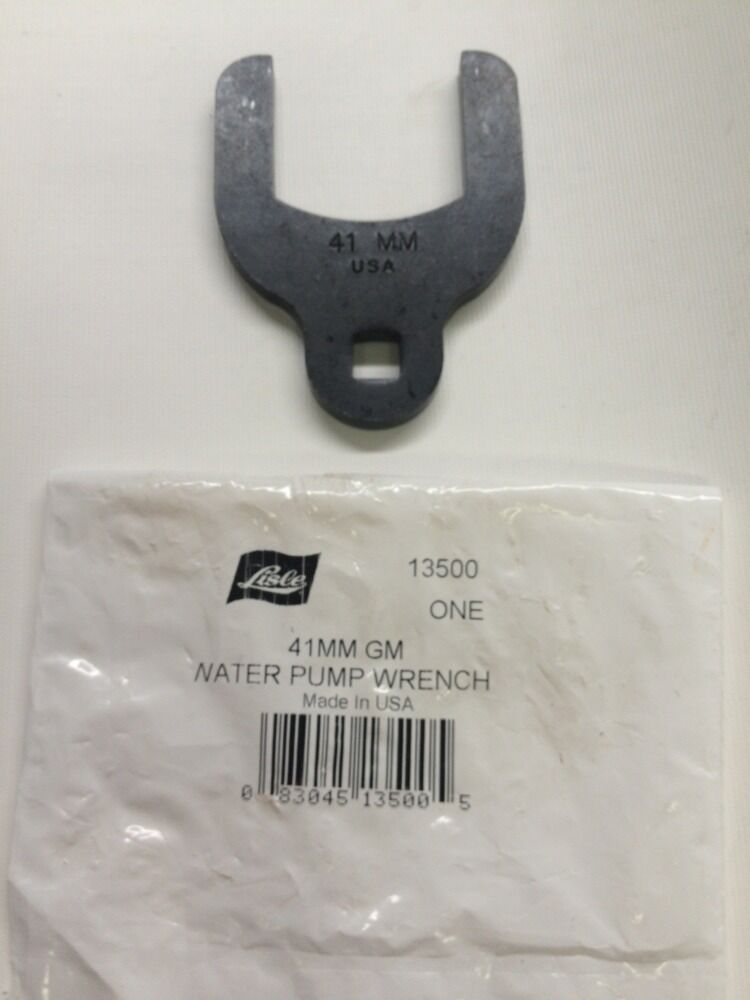 41 MM
USA
Lisle
13500
ONE
41MM GM
WATER PUMP WRENCH
Made In USA
0 83045 13500 5